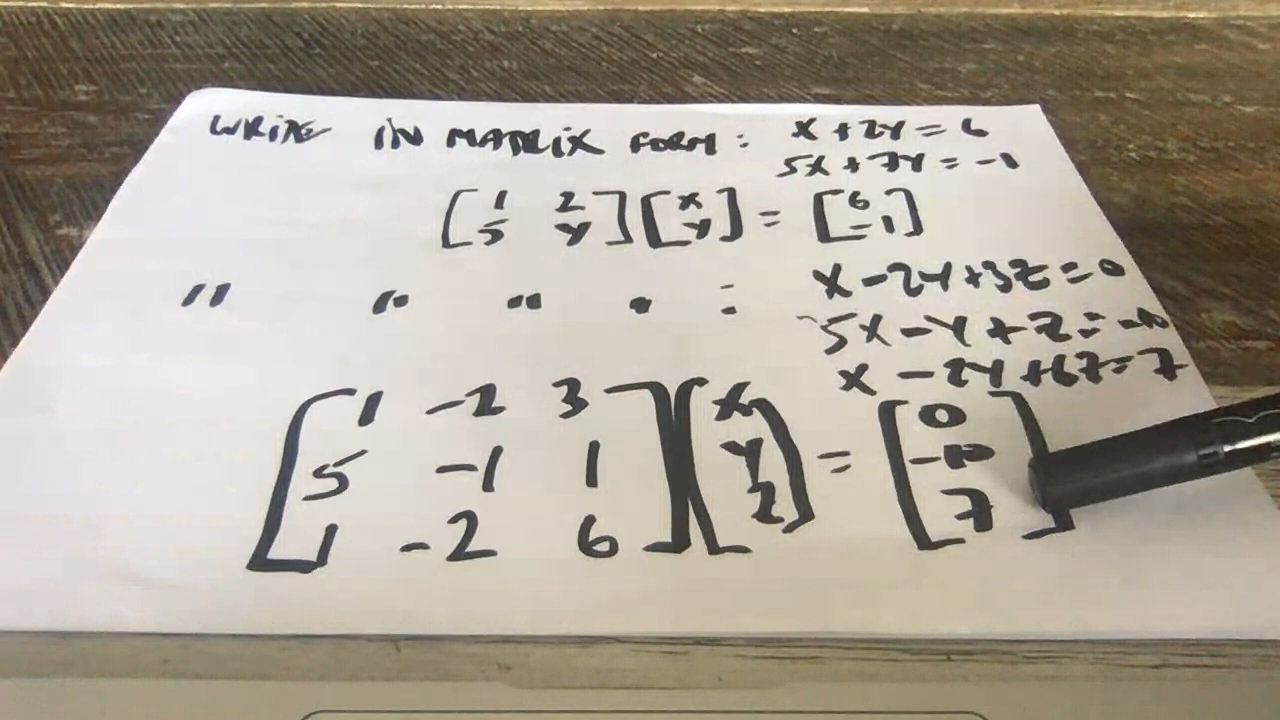 WRITE IN MATRIX FORM: X + 2Y = 6
5X + 7Y = -1
[1 2] [X] = [6]
[5 Y] [Y] = [-1]
" " " " : X - 2Y + 3Z = 0
5X - Y + Z = -10
X - 2Y + 6Z = 7
[1 -2 3] [X] = [0]
[5 -1 1] [Y] = [-10]
[1 -2 6] [Z] = [7]